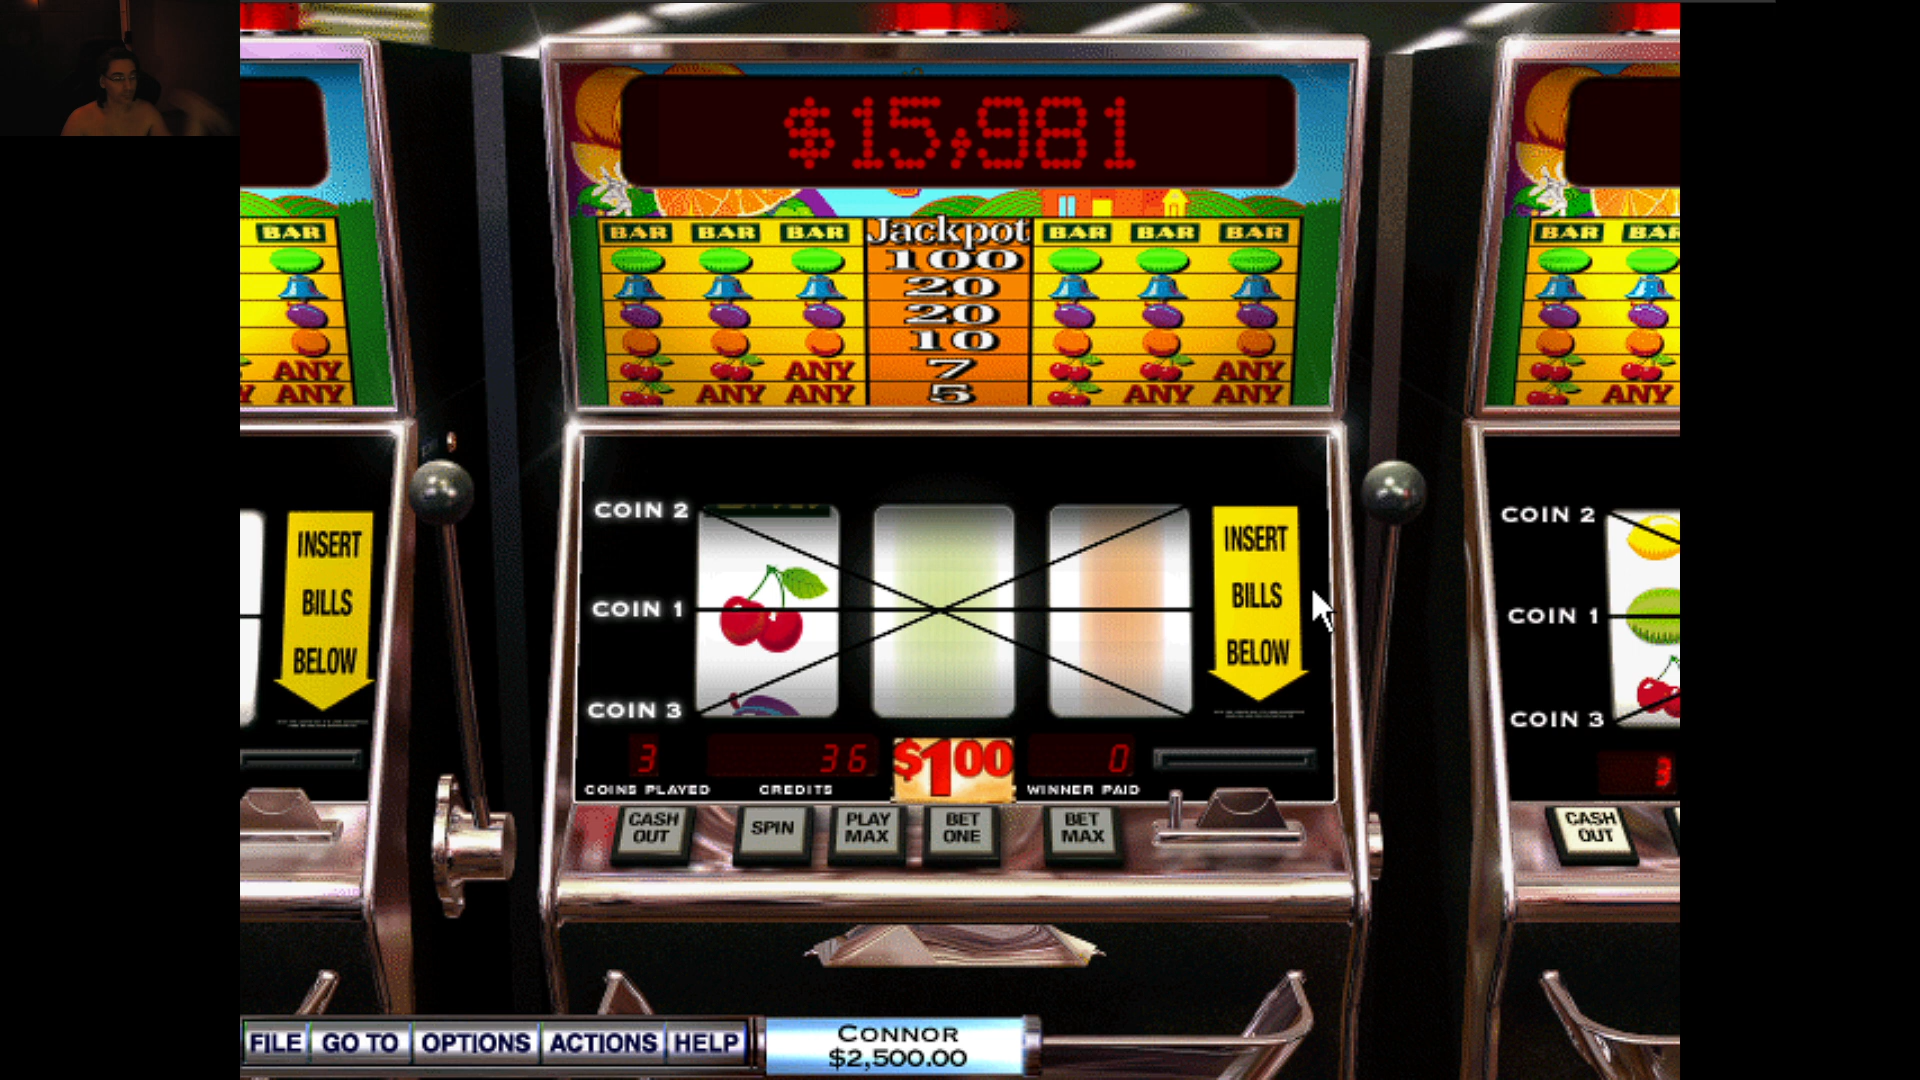 $15,981
BAR BAR BAR BAR Jackpot BAR BAR BAR BAR BAR
100
20
20
10
ANY ANY 7 ANY
Y ANY ANY ANY 5 ANY ANY ANY
COIN 2
COIN 1
COIN 3
INSERT
BILLS
BELOW
INSERT
BILLS
BELOW
COIN 2
COIN 1
COIN 3
3 36 $1.00 0 3
COINS PLAYED CREDITS WINNER PAID
CASH OUT
SPIN
PLAY MAX
BET ONE
BET MAX
CASH OUT
FILE GO TO OPTIONS ACTIONS HELP
CONNOR
$2,500.00